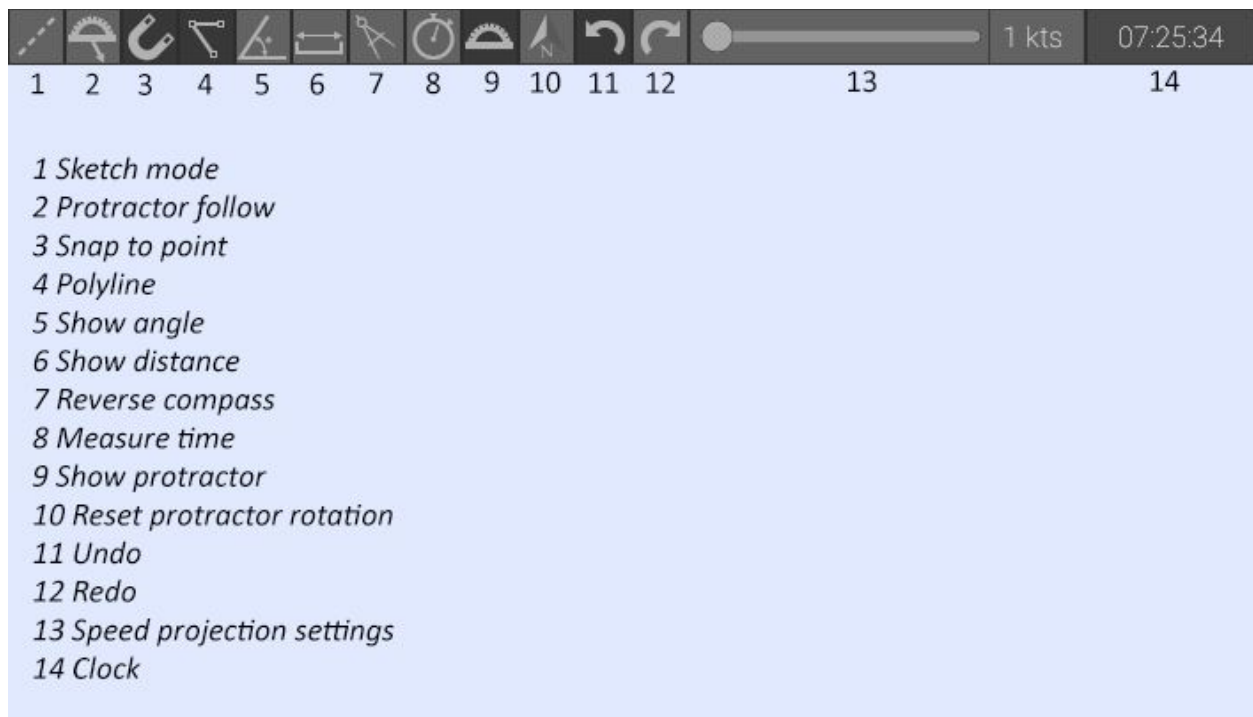 N 1 kts 07:25:34
1 2 3 4 5 6 7 8 9 10 11 12 13 14
1 Sketch mode
2 Protractor follow
3 Snap to point
4 Polyline
5 Show angle
6 Show distance
7 Reverse compass
8 Measure time
9 Show protractor
10 Reset protractor rotation
11 Undo
12 Redo
13 Speed projection settings
14 Clock